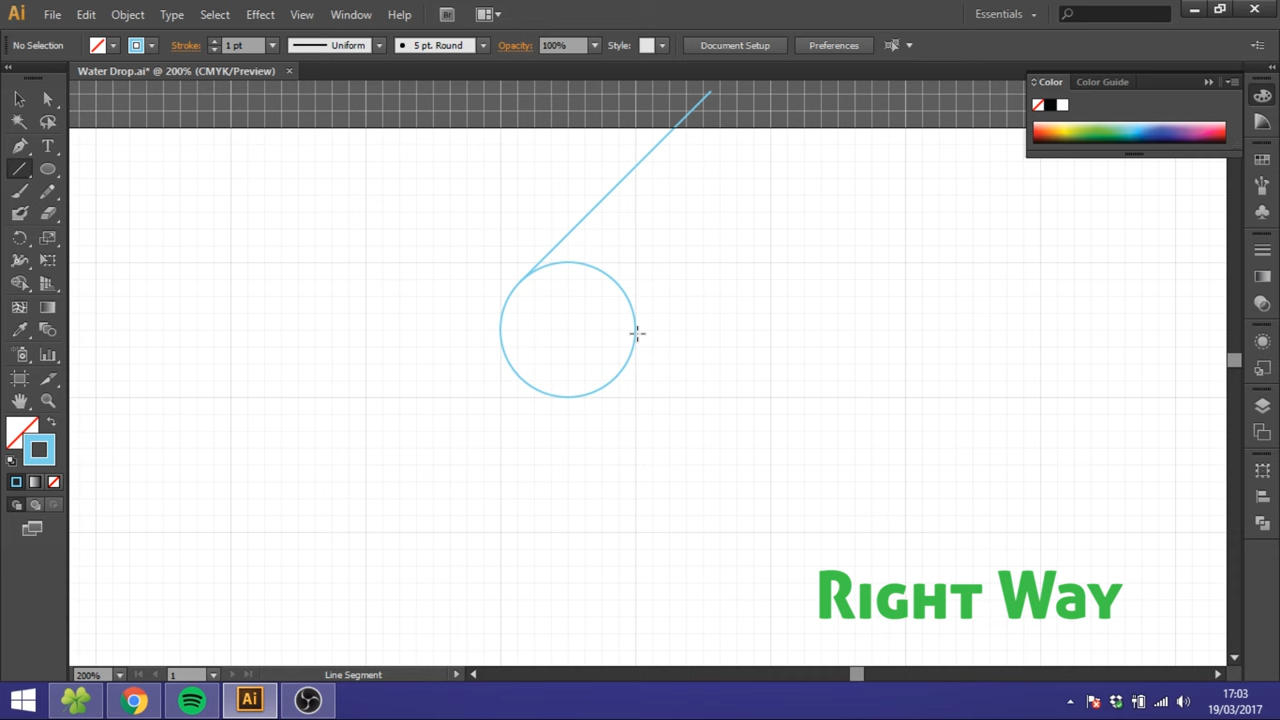 Ai File Edit Object Type Select Effect View Window Help Br Essentials
No Selection Stroke: 1 pt Uniform 5 pt. Round Opacity: 100% Style: Document Setup Preferences
Water Drop.ai* @ 200% (CMYK/Preview)
Color Color Guide
T
Right Way
200% 1 Line Segment
Ai
17:03
19/03/2017